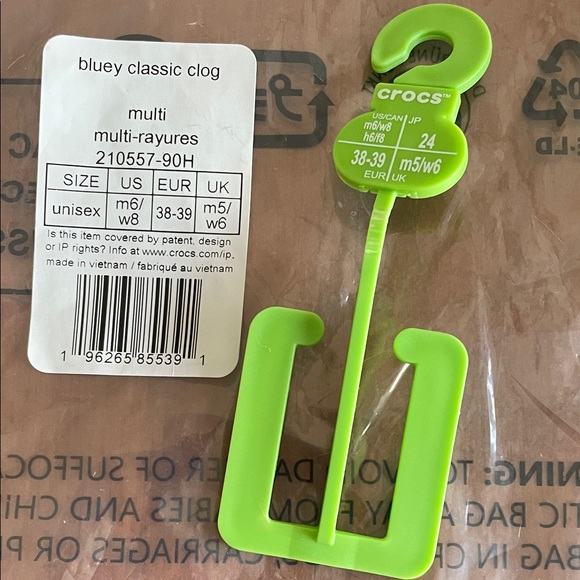 bluey classic clog
multi
multi-rayures
210557-90H
SIZE US EUR UK
unisex m6/w8 38-39 m5/w6
Is this item covered by patent, design
or IP rights? Info at www.crocs.com/ip.
made in vietnam / fabriqué au vietnam
1 96265 85539 1
crocs™
US/CAN JP
m6/w8
h6/f8 24
38-39 m5/w6
EUR UK
NING: TO AVOID DANGER OF SUFFOCA
TIC BAG AWAY FROM BABIES AND CHI
BAG IN CRIBS, CARRIAGES OR P